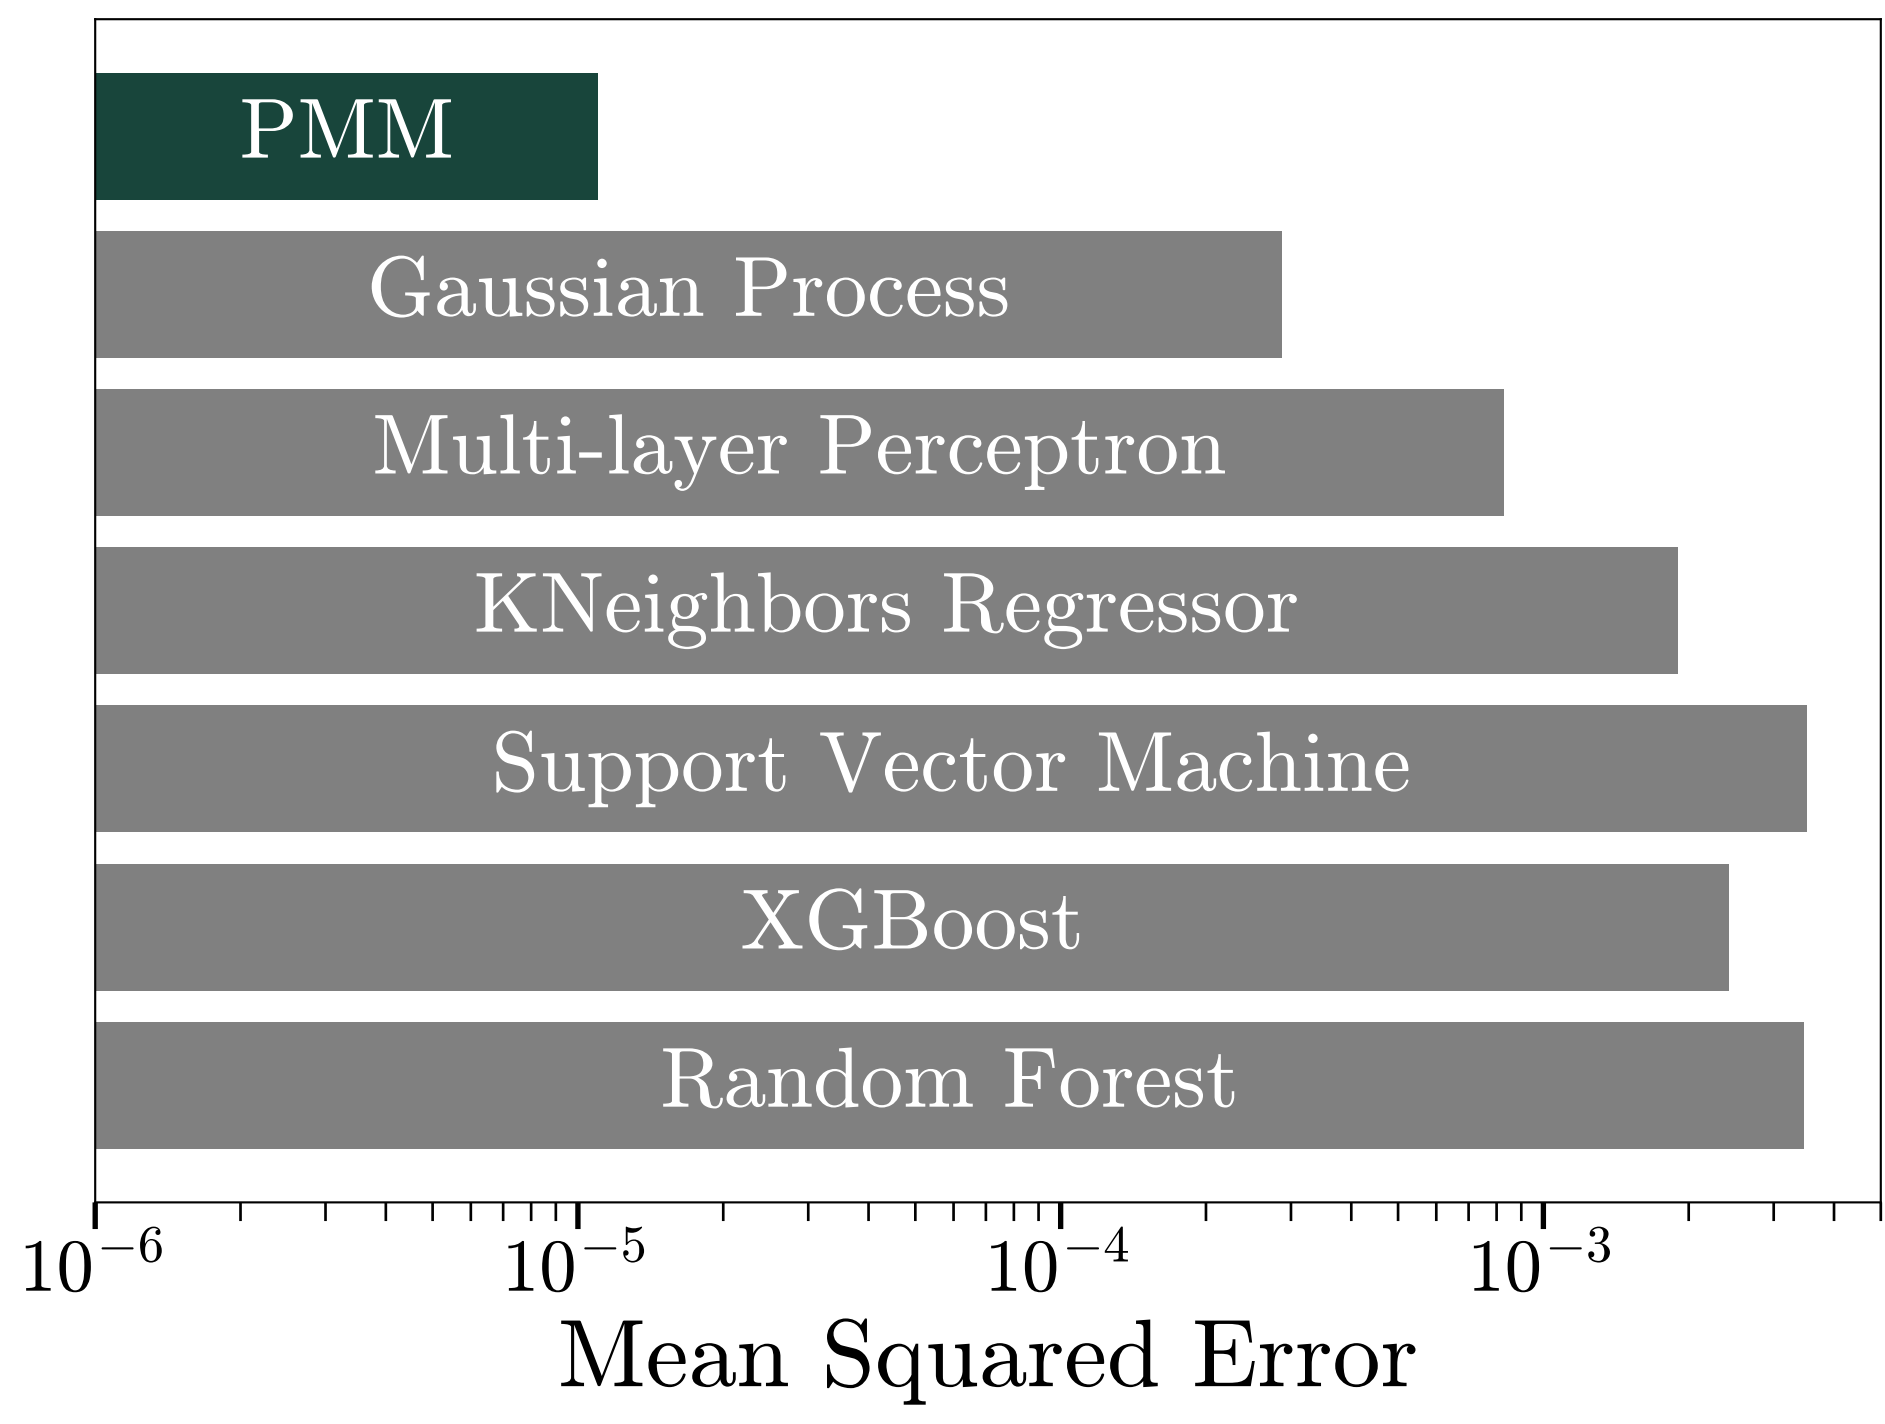 PMM
Gaussian Process
Multi-layer Perceptron
KNeighbors Regressor
Support Vector Machine
XGBoost
Random Forest
10⁻⁶ 10⁻⁵ 10⁻⁴ 10⁻³
Mean Squared Error